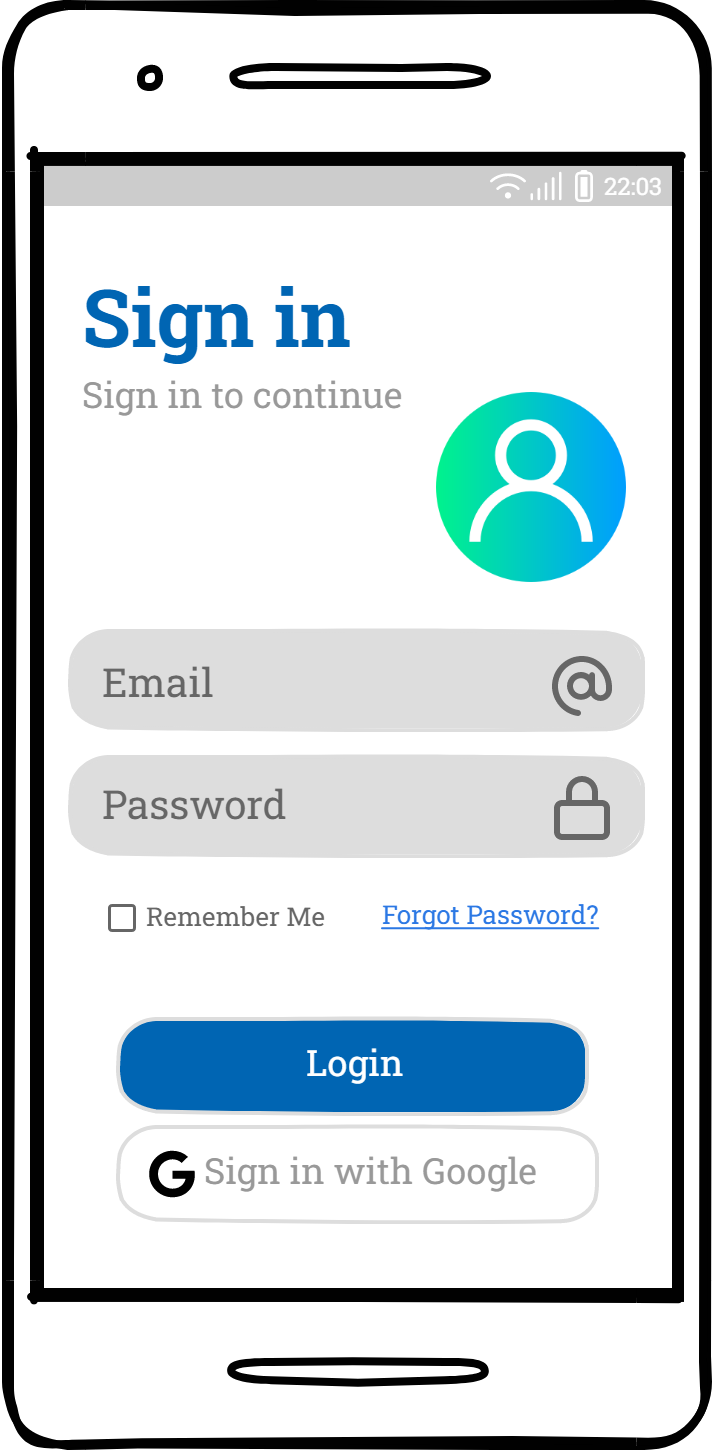 22:03
Sign in
Sign in to continue
Email
Password
Remember Me
Forgot Password?
Login
G Sign in with Google